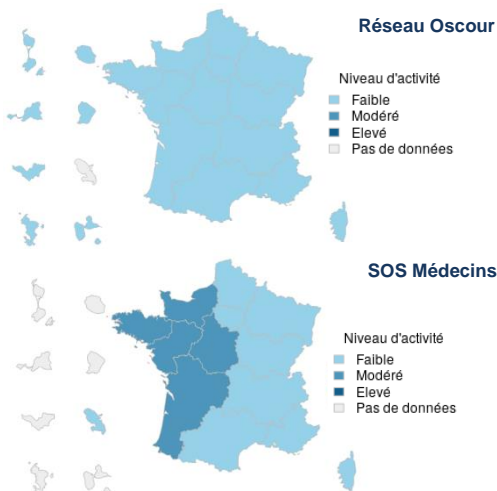 Réseau Oscour
Niveau d'activité
Faible
Modéré
Elevé
Pas de données
SOS Médecins
Niveau d'activité
Faible
Modéré
Elevé
Pas de données